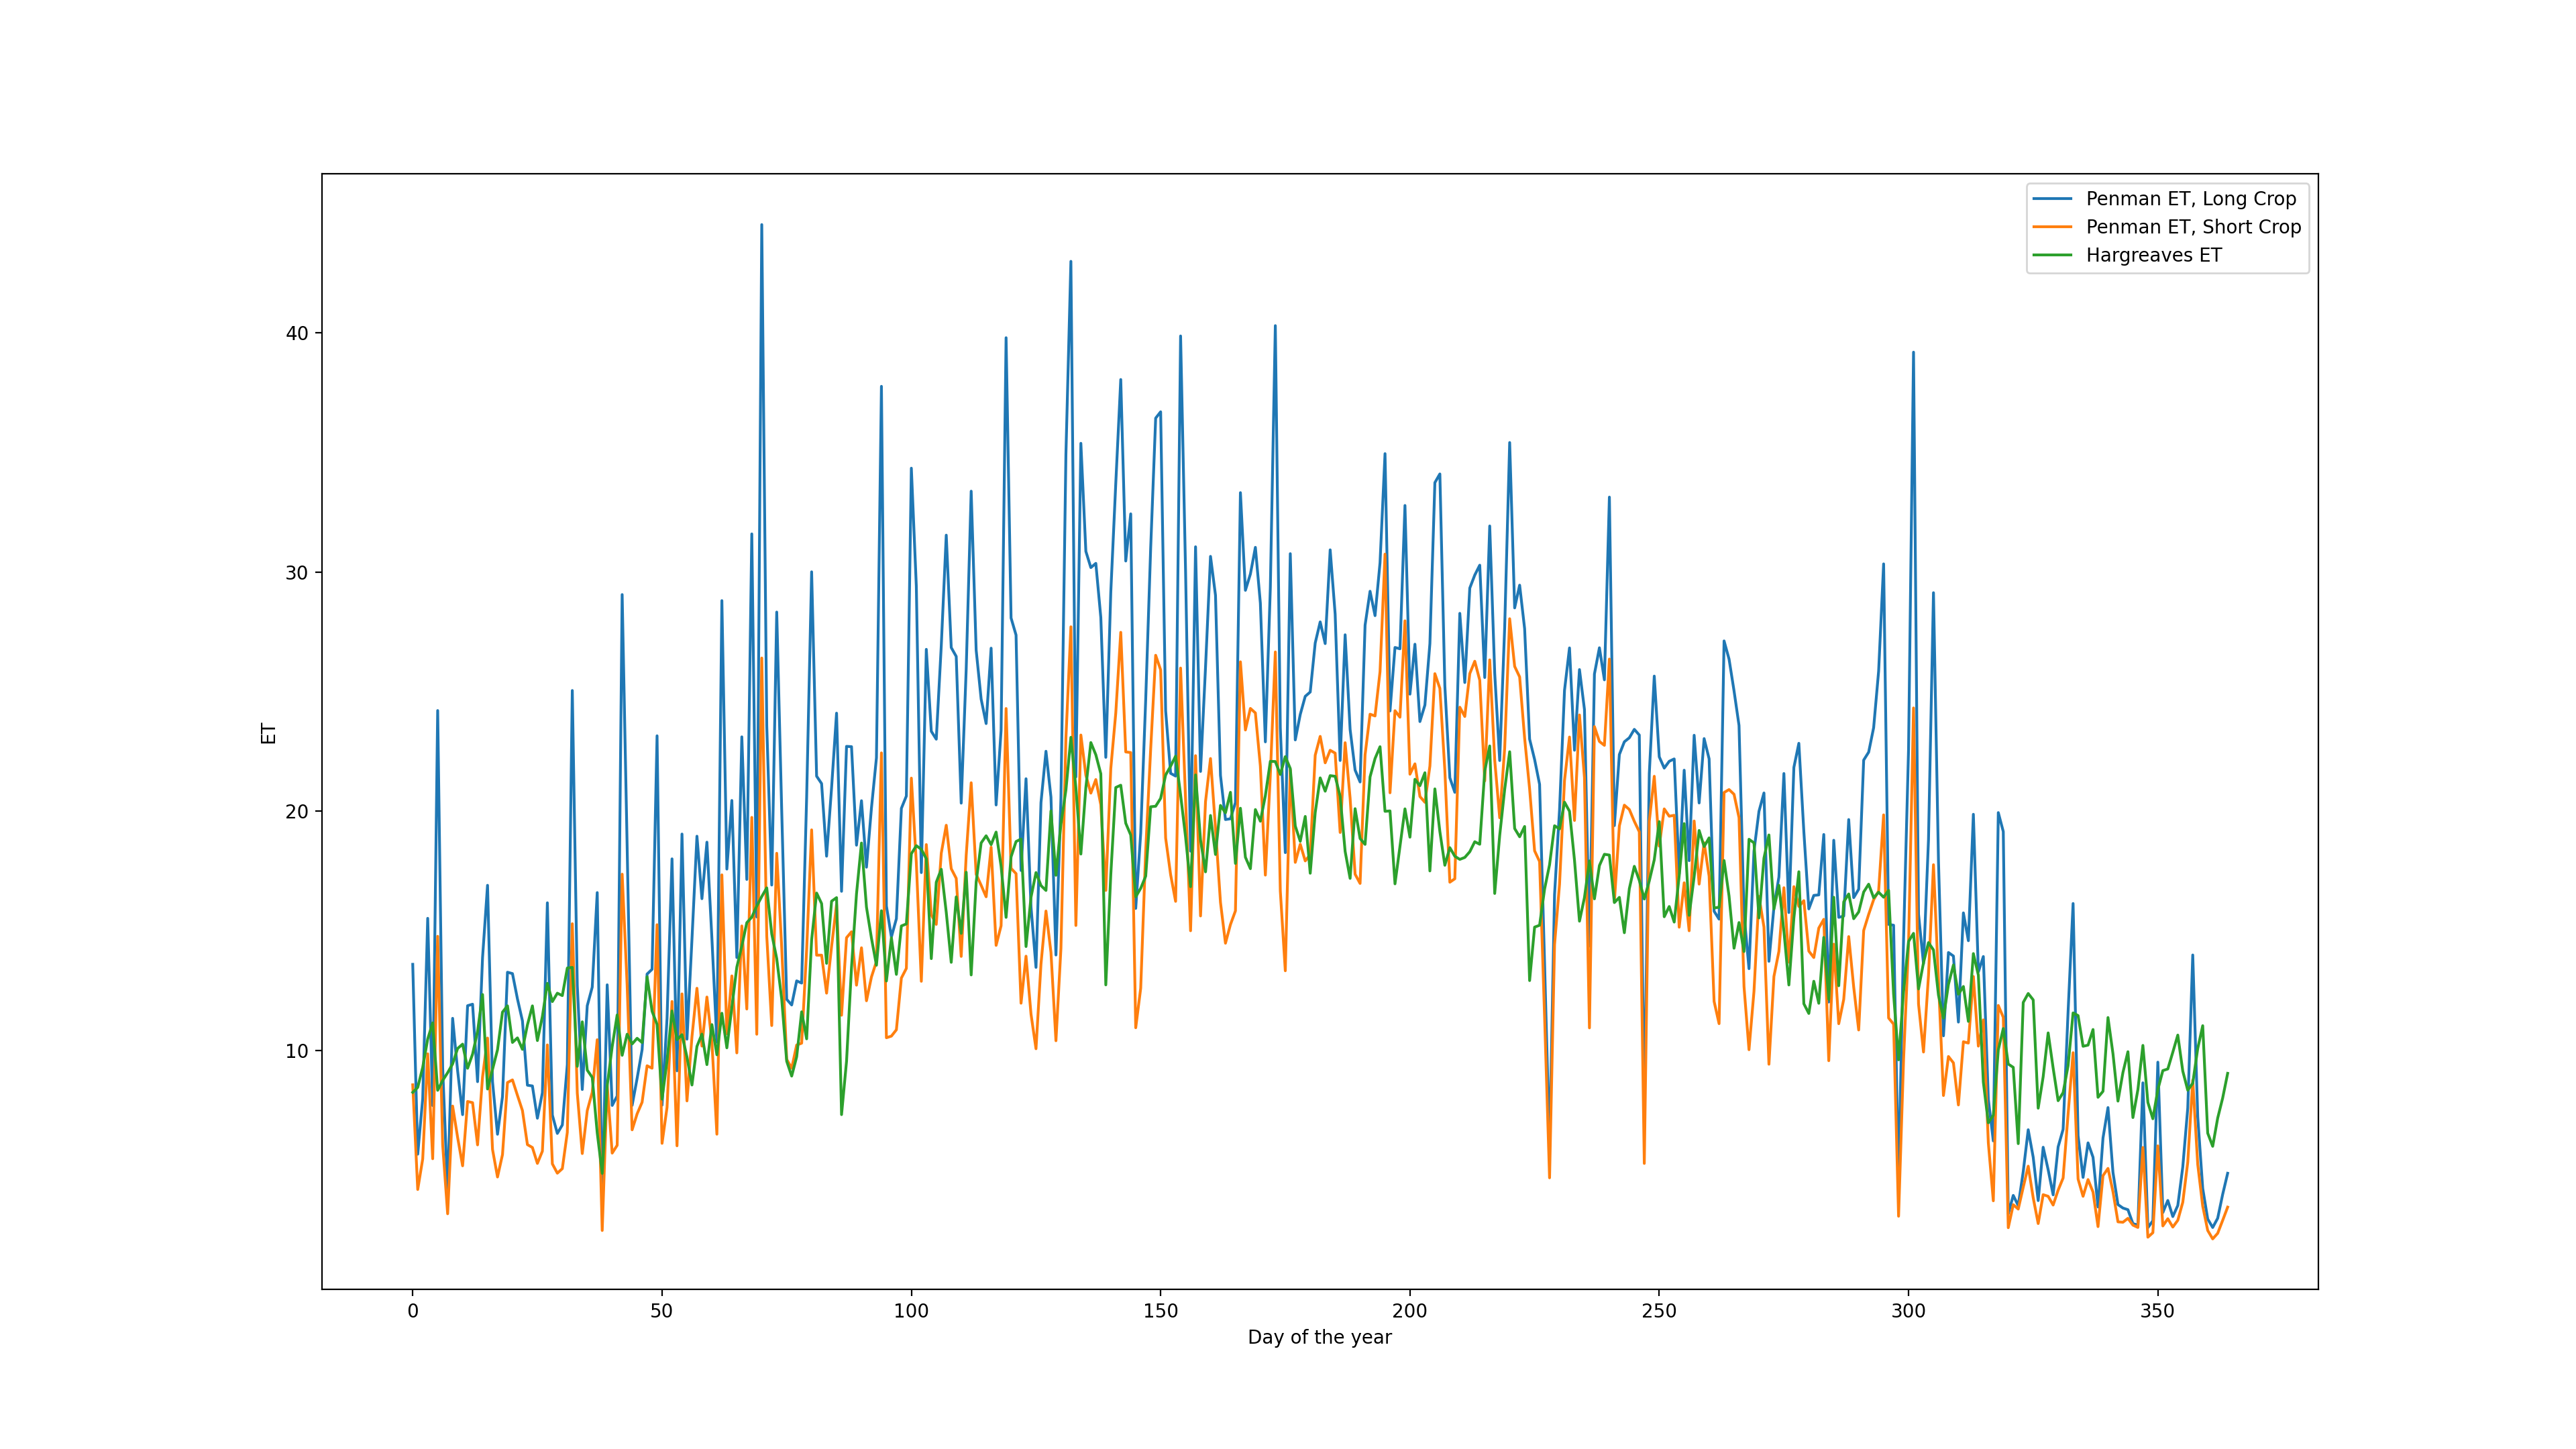 Penman ET, Long Crop
Penman ET, Short Crop
Hargreaves ET
40
30
20
10
ET
0 50 100 150 200 250 300 350
Day of the year